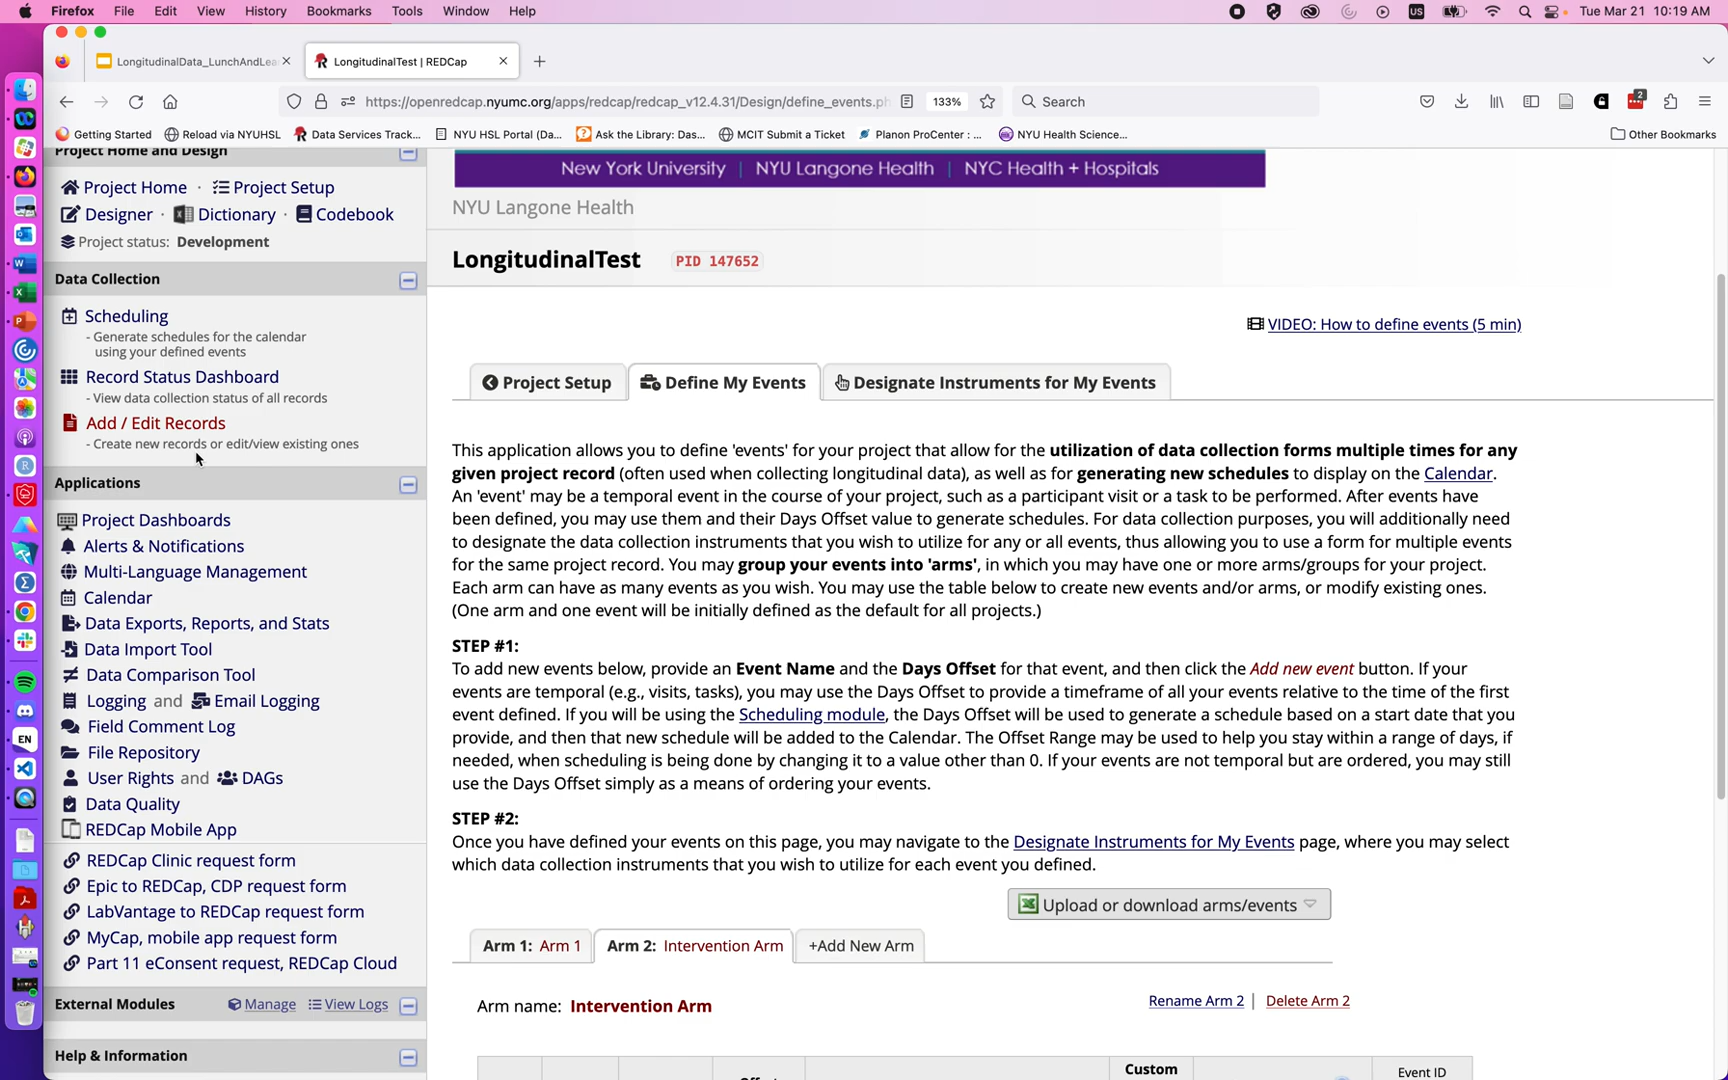 Firefox File Edit View History Bookmarks Tools Window Help US Tue Mar 21 10:19 AM
LongitudinalData_LunchAndLea LongitudinalTest | REDCap
https://openredcap.nyumc.org/apps/redcap/redcap_v12.4.31/Design/define_events.ph 133% Search 2
Getting Started Reload via NYUHSL Data Services Track... NYU HSL Portal (Da... Ask the Library: Das... MCIT Submit a Ticket Planon ProCenter : ... NYU Health Science... Other Bookmarks
Project Home and Design
Project Home · Project Setup
Designer · Dictionary · Codebook
Project status: Development
Data Collection
Scheduling
- Generate schedules for the calendar
using your defined events
Record Status Dashboard
- View data collection status of all records
Add / Edit Records
- Create new records or edit/view existing ones
Applications
Project Dashboards
Alerts & Notifications
Multi-Language Management
Calendar
Data Exports, Reports, and Stats
Data Import Tool
Data Comparison Tool
Logging and Email Logging
Field Comment Log
File Repository
User Rights and DAGs
Data Quality
REDCap Mobile App
REDCap Clinic request form
Epic to REDCap, CDP request form
LabVantage to REDCap request form
MyCap, mobile app request form
Part 11 eConsent request, REDCap Cloud
External Modules Manage View Logs
Help & Information
New York University | NYU Langone Health | NYC Health + Hospitals
NYU Langone Health
LongitudinalTest PID 147652
VIDEO: How to define events (5 min)
Project Setup Define My Events Designate Instruments for My Events
This application allows you to define 'events' for your project that allow for the utilization of data collection forms multiple times for any
given project record (often used when collecting longitudinal data), as well as for generating new schedules to display on the Calendar.
An 'event' may be a temporal event in the course of your project, such as a participant visit or a task to be performed. After events have
been defined, you may use them and their Days Offset value to generate schedules. For data collection purposes, you will additionally need
to designate the data collection instruments that you wish to utilize for any or all events, thus allowing you to use a form for multiple events
for the same project record. You may group your events into 'arms', in which you may have one or more arms/groups for your project.
Each arm can have as many events as you wish. You may use the table below to create new events and/or arms, or modify existing ones.
(One arm and one event will be initially defined as the default for all projects.)
STEP #1:
To add new events below, provide an Event Name and the Days Offset for that event, and then click the Add new event button. If your
events are temporal (e.g., visits, tasks), you may use the Days Offset to provide a timeframe of all your events relative to the time of the first
event defined. If you will be using the Scheduling module, the Days Offset will be used to generate a schedule based on a start date that you
provide, and then that new schedule will be added to the Calendar. The Offset Range may be used to help you stay within a range of days, if
needed, when scheduling is being done by changing it to a value other than 0. If your events are not temporal but are ordered, you may still
use the Days Offset simply as a means of ordering your events.
STEP #2:
Once you have defined your events on this page, you may navigate to the Designate Instruments for My Events page, where you may select
which data collection instruments that you wish to utilize for each event you defined.
Upload or download arms/events
Arm 1: Arm 1 Arm 2: Intervention Arm +Add New Arm
Arm name: Intervention Arm Rename Arm 2 | Delete Arm 2
Custom
Event ID